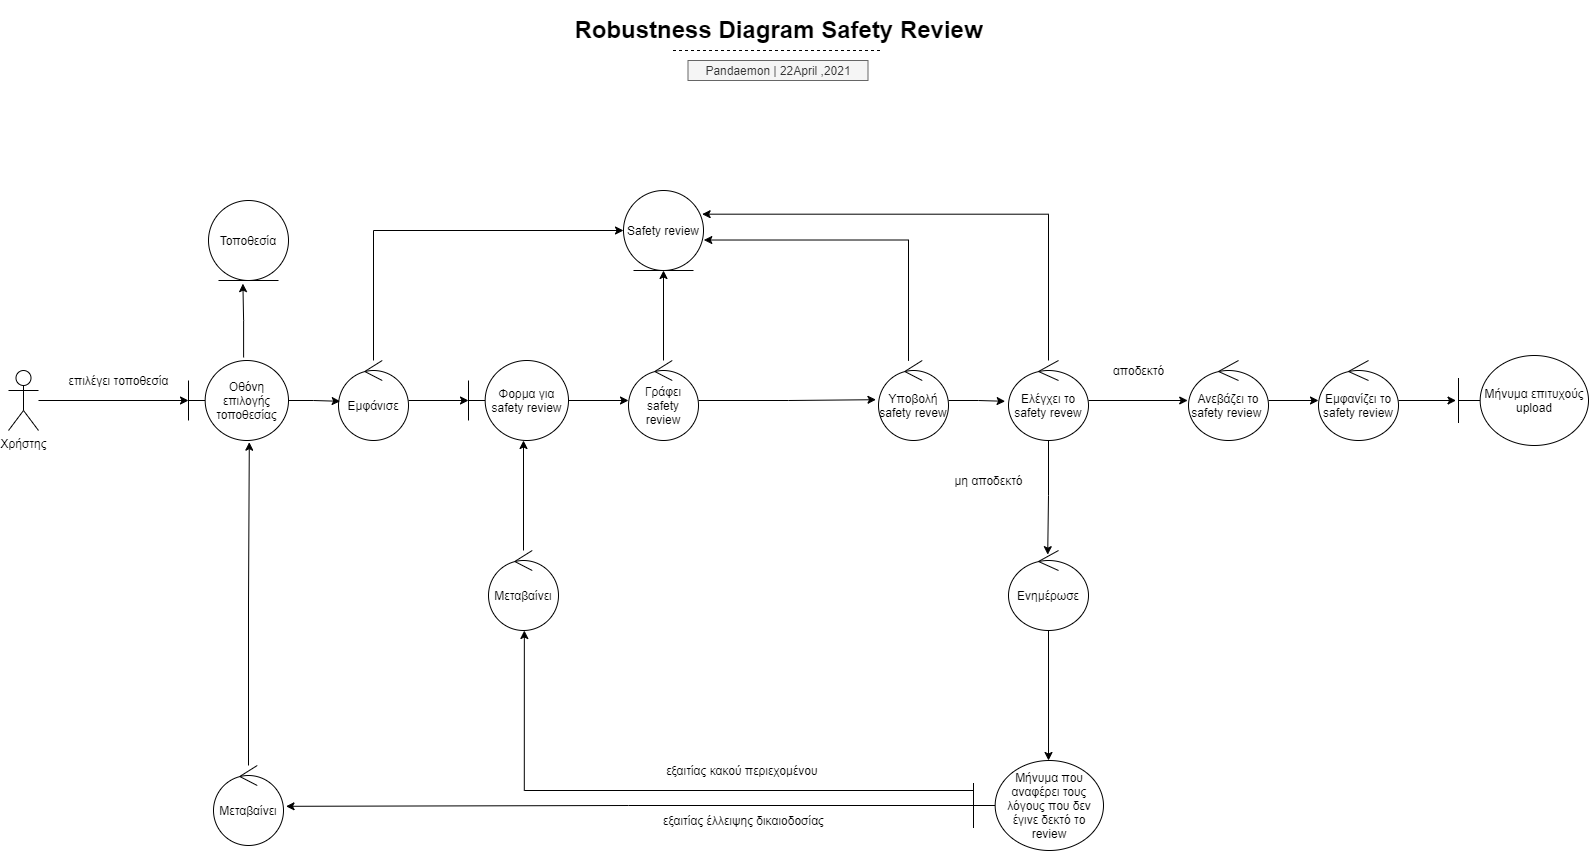 Robustness Diagram Safety Review
Pandaemon | 22April ,2021
Τοποθεσία
Safety review
Χρήστης
επιλέγει τοποθεσία
Οθόνη
επιλογής
τοποθεσίας
Εμφάνισε
Φορμα για
safety review
Γράφει
safety
review
Υποβολή
safety revew
Ελέγχει το
safety revew
αποδεκτό
Ανεβάζει το
safety review
Εμφανίζει το
safety review
Μήνυμα επιτυχούς
upload
μη αποδεκτό
Μεταβαίνει
Ενημέρωσε
εξαιτίας κακού περιεχομένου
Μεταβαίνει
εξαιτίας έλλειψης δικαιοδοσίας
Μήνυμα που
αναφέρει τους
λόγους που δεν
έγινε δεκτό το
review